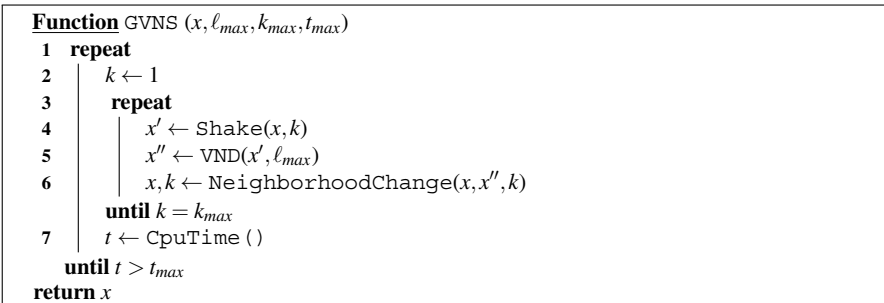 Function GVNS (x, ℓmax, kmax, tmax)
1 repeat
2 k ← 1
3 repeat
4 x′ ← Shake(x, k)
5 x″ ← VND(x′, ℓmax)
6 x, k ← NeighborhoodChange(x, x″, k)
until k = kmax
7 t ← CpuTime()
until t > tmax
return x